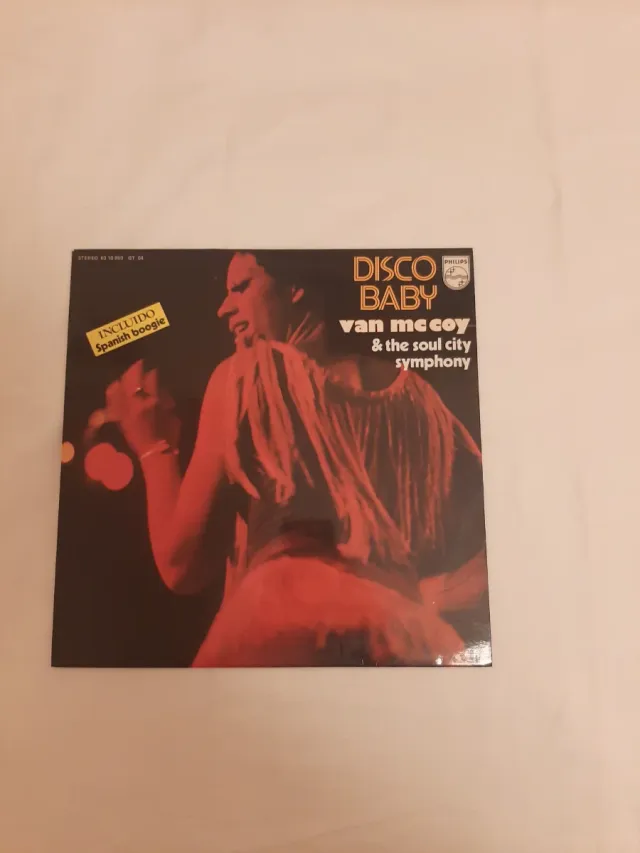 DISCO
BABY
PHILIPS
van mccoy
& the soul city
symphony
INCLUIDO
Spanish boogie